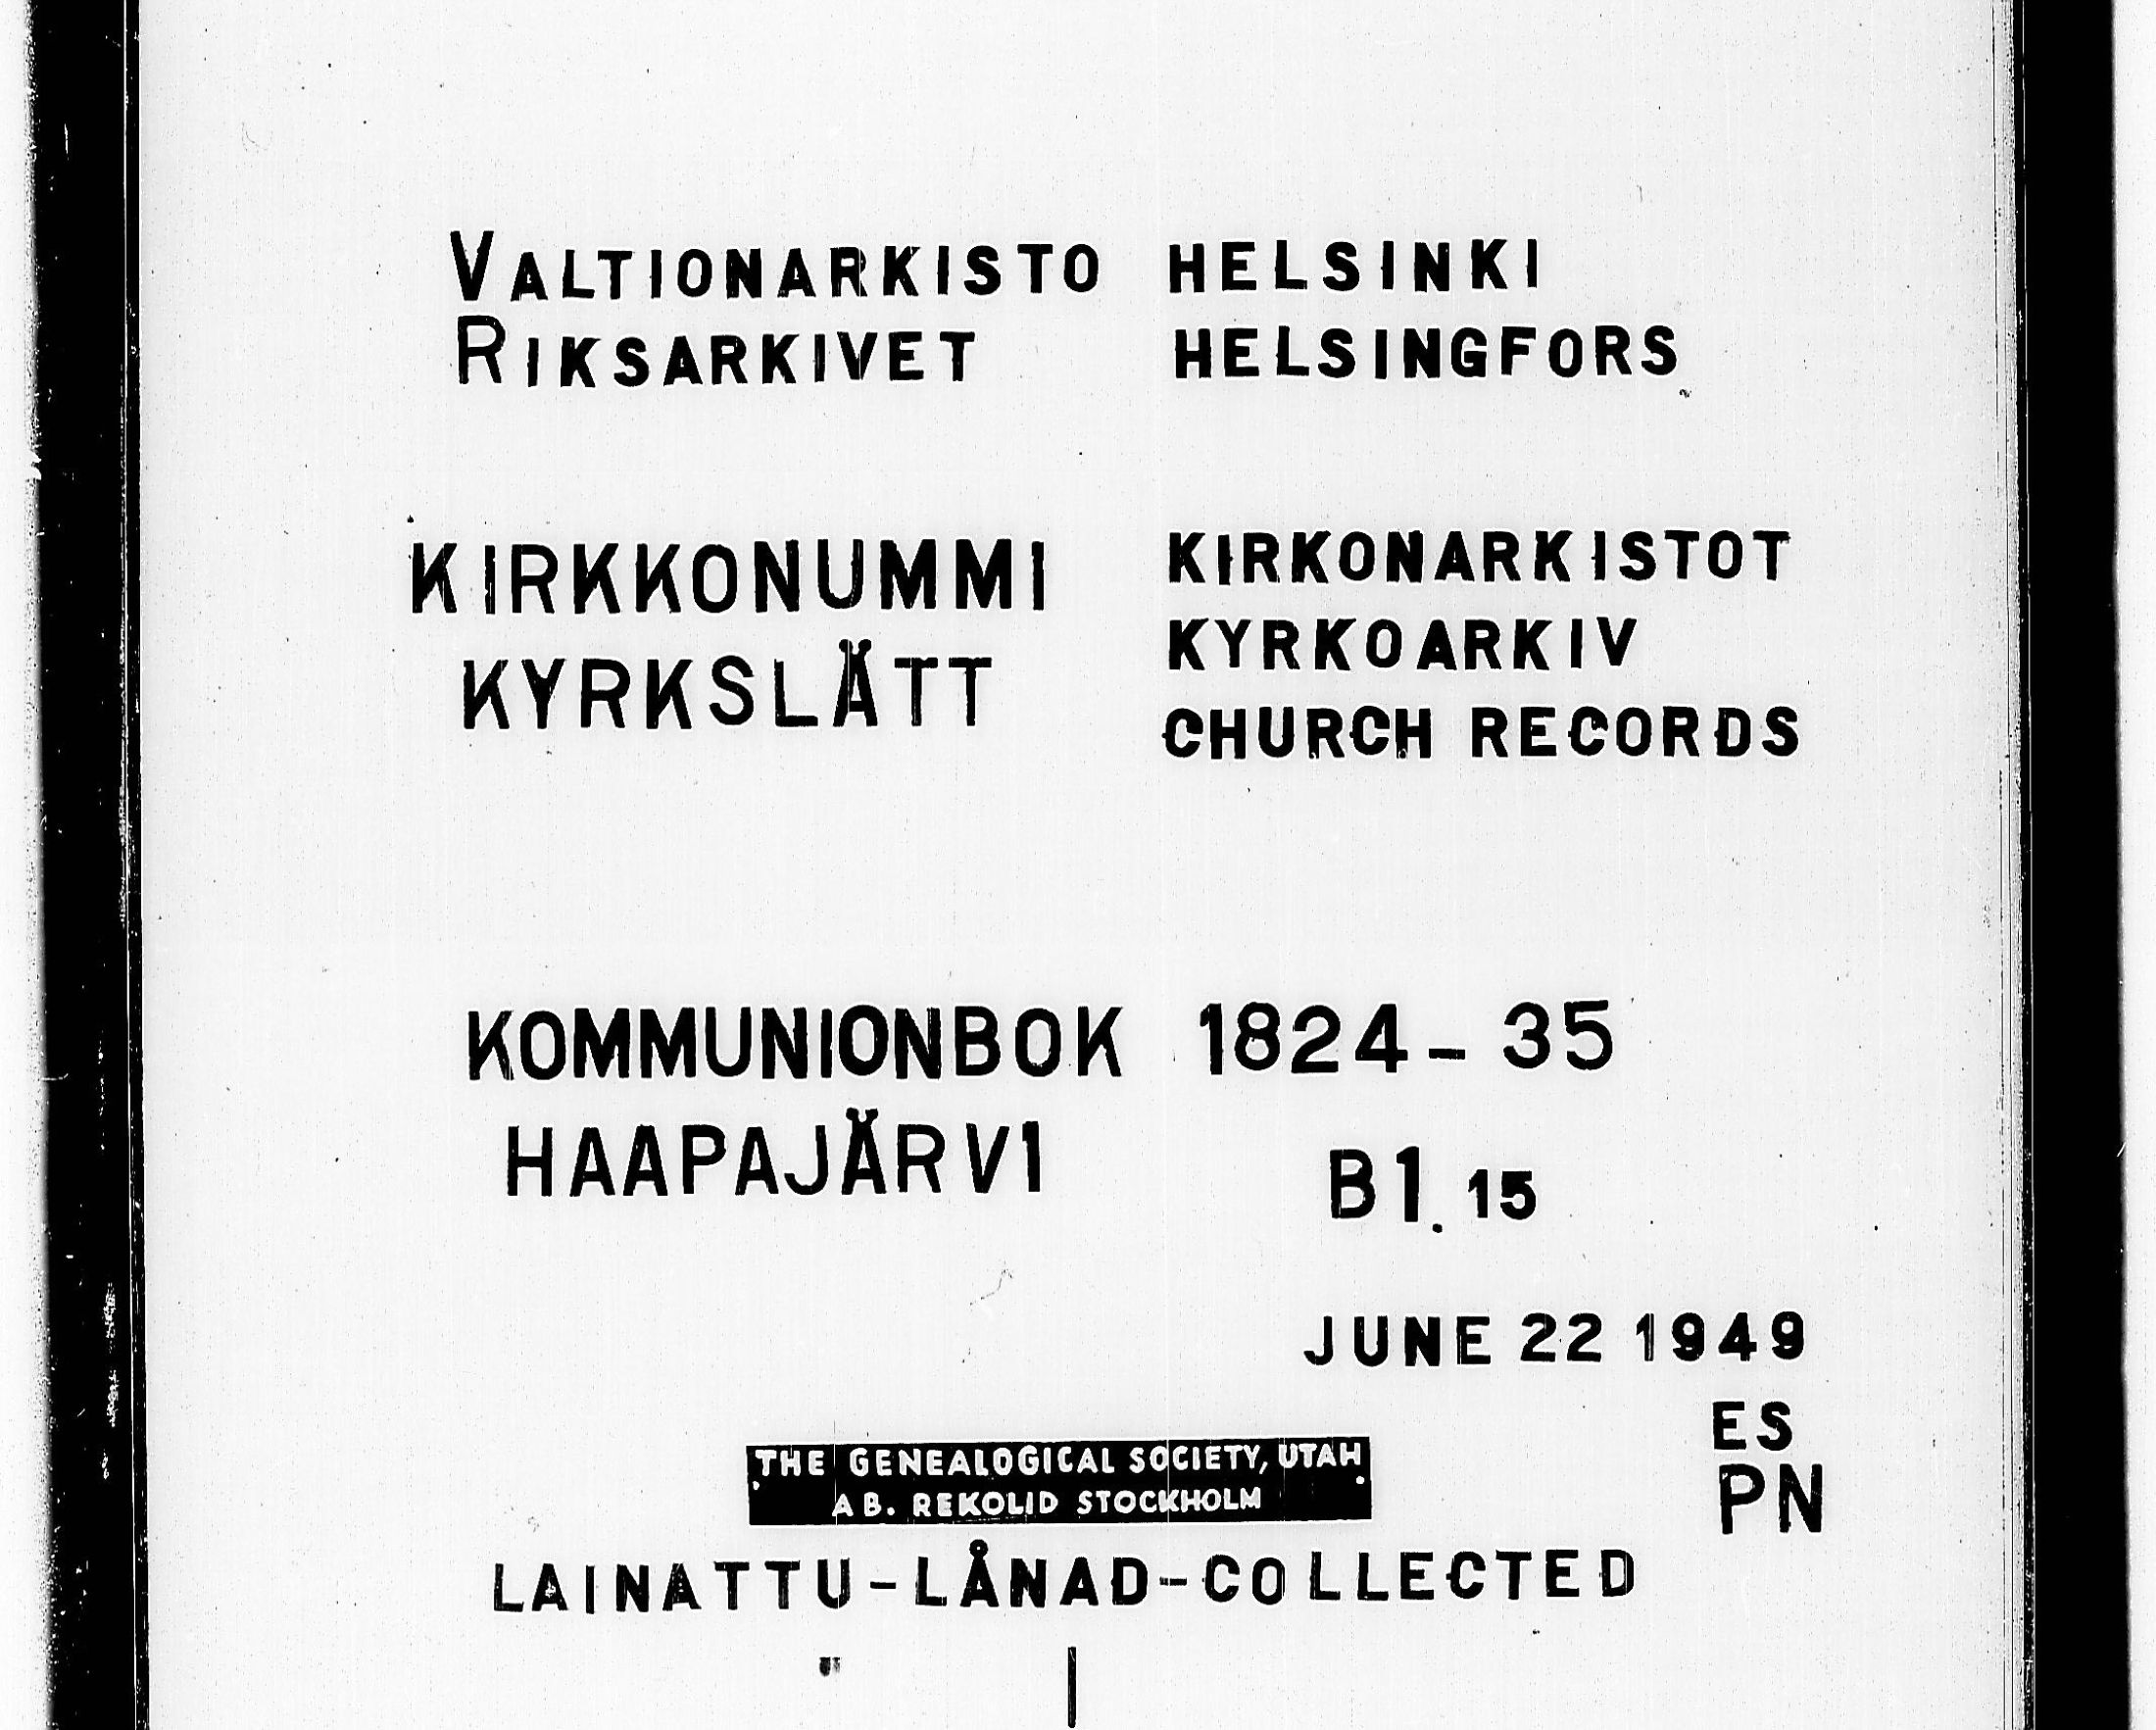 VALTIONARKISTO HELSINKI
RIKSARKIVET HELSINGFORS
KIRKKONUMMI
KYRKSLÄTT
KIRKONARKISTOT
KYRKOARKIV
CHURCH RECORDS
KOMMUNIONBOK 1824-35
HAAPAJÄRVI
B1. 15
JUNE 22 1949
ES
PN
THE GENEALOGICAL SOCIETY, UTAH
AB. REKOLID STOCKHOLM
LAINATTU-LÅNAD-COLLECTED